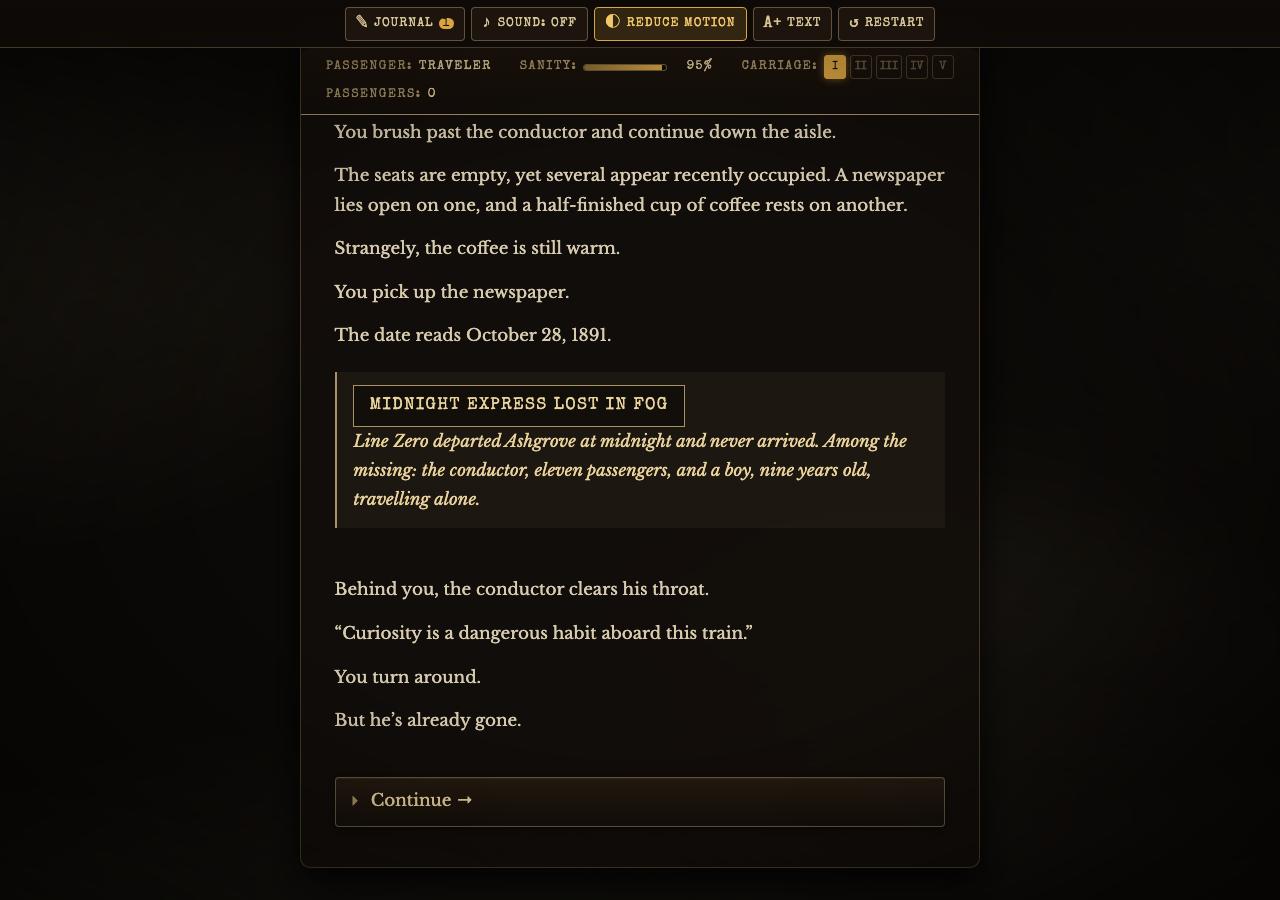 ✎ JOURNAL 1 ♪ SOUND: OFF REDUCE MOTION A+ TEXT ↺ RESTART
PASSENGER: TRAVELER SANITY: 95% CARRIAGE: I II III IV V
PASSENGERS: 0
You brush past the conductor and continue down the aisle.
The seats are empty, yet several appear recently occupied. A newspaper
lies open on one, and a half-finished cup of coffee rests on another.
Strangely, the coffee is still warm.
You pick up the newspaper.
The date reads October 28, 1891.
MIDNIGHT EXPRESS LOST IN FOG
Line Zero departed Ashgrove at midnight and never arrived. Among the
missing: the conductor, eleven passengers, and a boy, nine years old,
travelling alone.
Behind you, the conductor clears his throat.
“Curiosity is a dangerous habit aboard this train.”
You turn around.
But he’s already gone.
Continue →